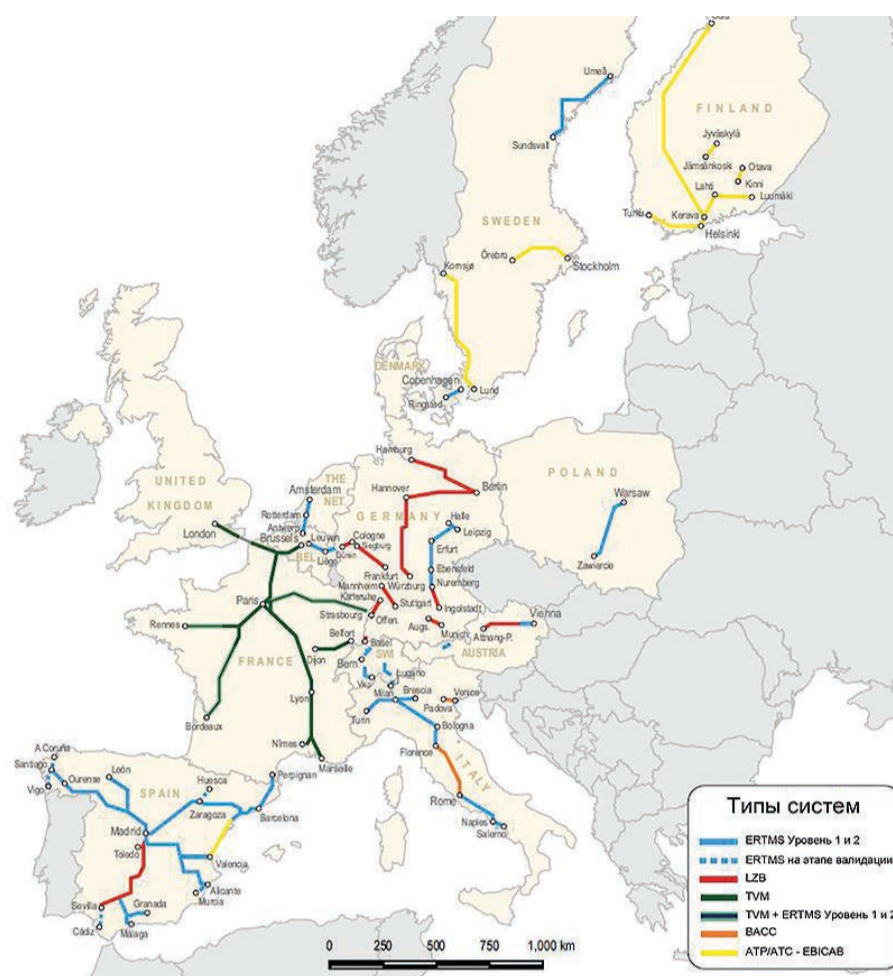 Umeå
FINLAND
Jyväskylä
Sundsvall
Jämsänkoski
Otava
Lahti
Kinni
Luumäki
SWEDEN
Turku
Kerava
Helsinki
Kornsjø
Örebro
Stockholm
DENMARK
Copenhagen
Ringsted
Lund
Hamburg
UNITED
KINGDOM
THE
NET.
Amsterdam
Hannover
Berlin
POLAND
Warsaw
Rotterdam
GERMANY
Halle
Leipzig
London
Antwerp
Brussels
Leuven
Cologne
Siegburg
Düren
Erfurt
BEL
Liège
Zawiercie
Ebensfeld
Frankfurt
Nuremberg
Mannheim
Würzburg
Karlsruhe
Paris
Stuttgart
Ingolstadt
Strasbourg
Offen.
Rennes
Augs.
Munich
Vienna
Attnang-P.
Belfort
Basel
AUSTRIA
FRANCE
Dijon
Bern
SWI
Lugano
Lyon
Milan
Brescia
Venice
Padova
Turin
Bordeaux
Bologna
Nîmes
Florence
Marseille
ITALY
A Coruña
Santiago
León
Perpignan
Ourense
Huesca
Vigo
SPAIN
Rome
Zaragoza
Barcelona
Naples
Salerno
Madrid
Toledo
Valencia
Alicante
Murcia
Sevilla
Granada
Cádiz
Málaga
Типы систем
ERTMS Уровень 1 и 2
ERTMS на этапе валидации
LZB
TVM
TVM + ERTMS Уровень 1 и 2
BACC
ATP/ATC - EBICAB
0 250 500 750 1,000 km